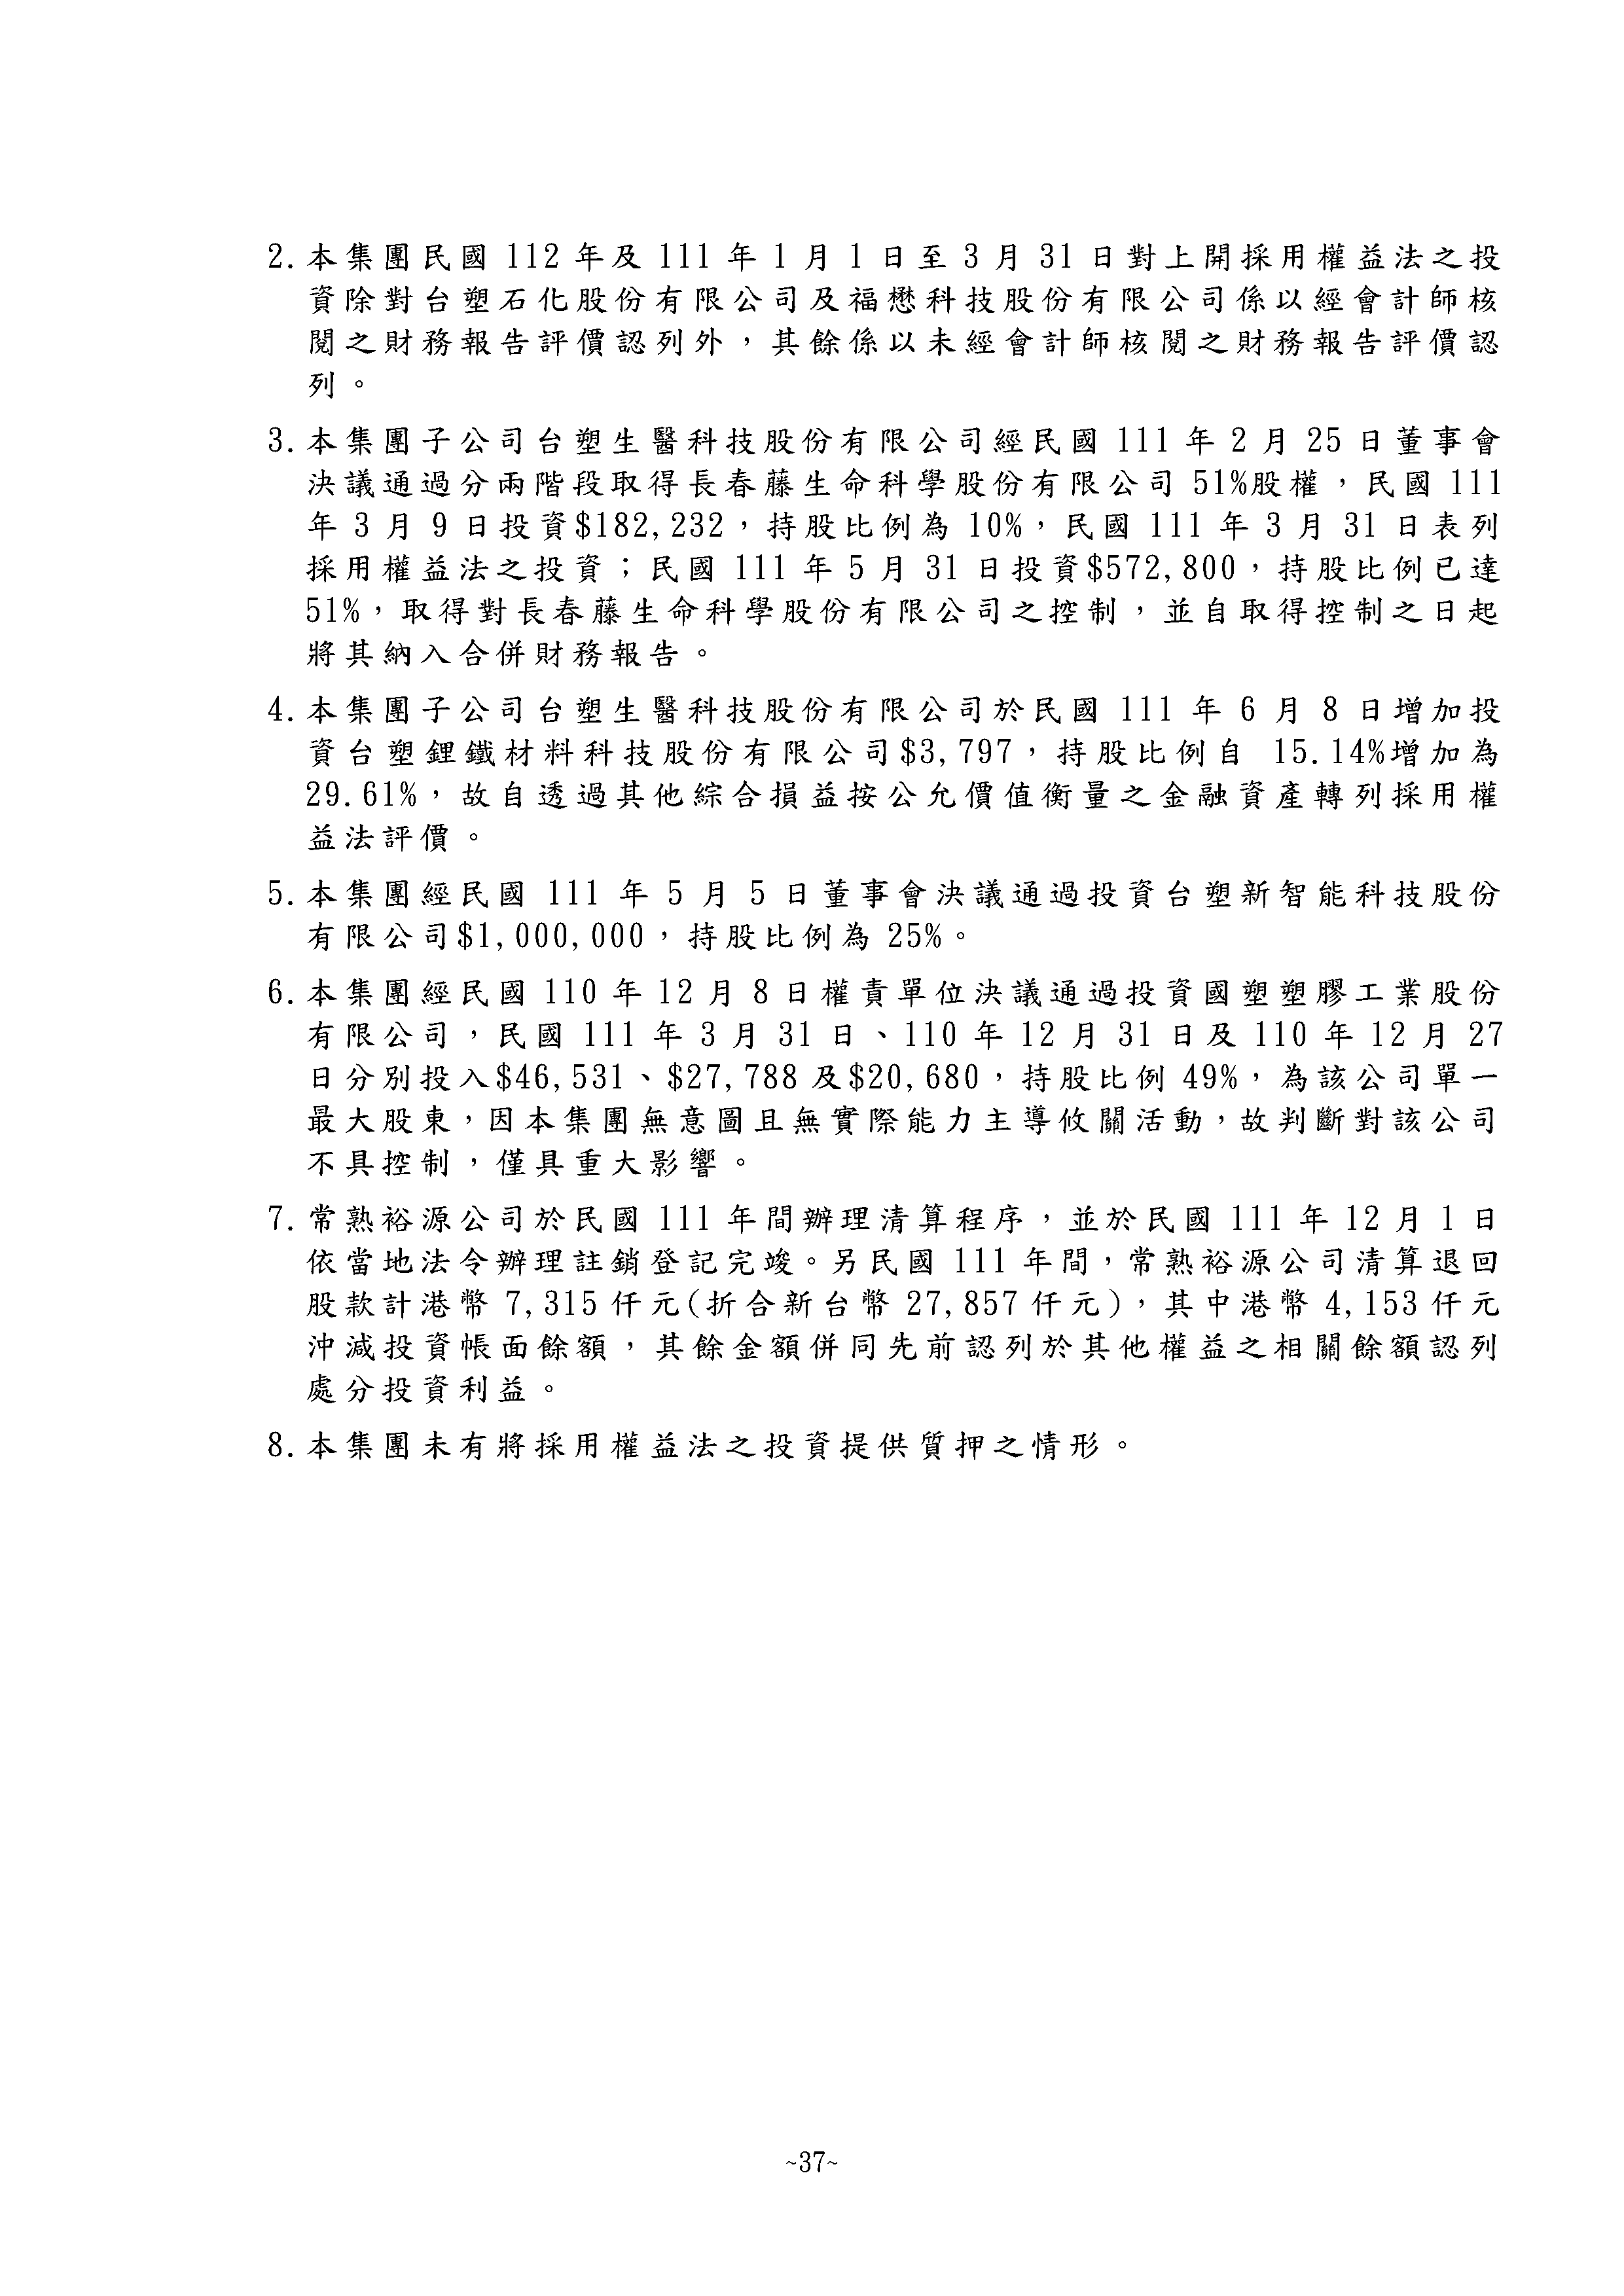 2. 本集團民國 112 年及 111 年 1 月 1 日至 3 月 31 日對上開採用權益法之投
資除對台塑石化股份有限公司及福懋科技股份有限公司係以經會計師核
閱之財務報告評價認列外，其餘係以未經會計師核閱之財務報告評價認
列。
3. 本集團子公司台塑生醫科技股份有限公司經民國 111 年 2 月 25 日董事會
決議通過分兩階段取得長春藤生命科學股份有限公司 51%股權，民國 111
年 3 月 9 日投資$182,232，持股比例為 10%，民國 111 年 3 月 31 日表列
採用權益法之投資；民國 111 年 5 月 31 日投資$572,800，持股比例已達
51%，取得對長春藤生命科學股份有限公司之控制，並自取得控制之日起
將其納入合併財務報告。
4. 本集團子公司台塑生醫科技股份有限公司於民國 111 年 6 月 8 日增加投
資台塑鋰鐵材料科技股份有限公司$3,797，持股比例自 15.14%增加為
29.61%，故自透過其他綜合損益按公允價值衡量之金融資產轉列採用權
益法評價。
5. 本集團經民國 111 年 5 月 5 日董事會決議通過投資台塑新智能科技股份
有限公司$1,000,000，持股比例為 25%。
6. 本集團經民國 110 年 12 月 8 日權責單位決議通過投資國塑塑膠工業股份
有限公司，民國 111 年 3 月 31 日、110 年 12 月 31 日及 110 年 12 月 27
日分別投入$46,531、$27,788 及$20,680，持股比例 49%，為該公司單一
最大股東，因本集團無意圖且無實際能力主導攸關活動，故判斷對該公司
不具控制，僅具重大影響。
7. 常熟裕源公司於民國 111 年間辦理清算程序，並於民國 111 年 12 月 1 日
依當地法令辦理註銷登記完竣。另民國 111 年間，常熟裕源公司清算退回
股款計港幣 7,315 仟元(折合新台幣 27,857 仟元)，其中港幣 4,153 仟元
沖減投資帳面餘額，其餘金額併同先前認列於其他權益之相關餘額認列
處分投資利益。
8. 本集團未有將採用權益法之投資提供質押之情形。
~37~